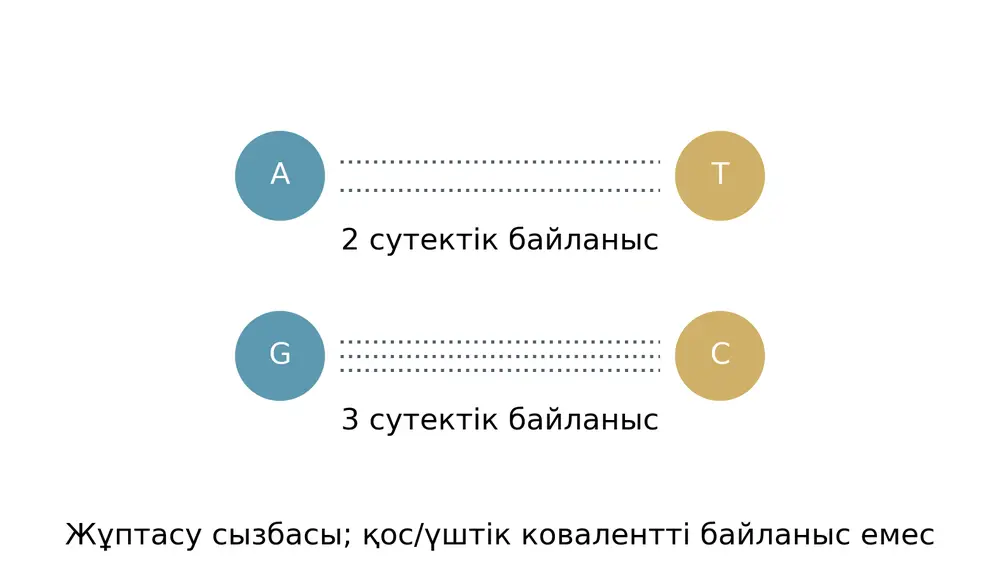 A T
2 сутектік байланыс
G C
3 сутектік байланыс
Жұптасу сызбасы; қос/үштік ковалентті байланыс емес